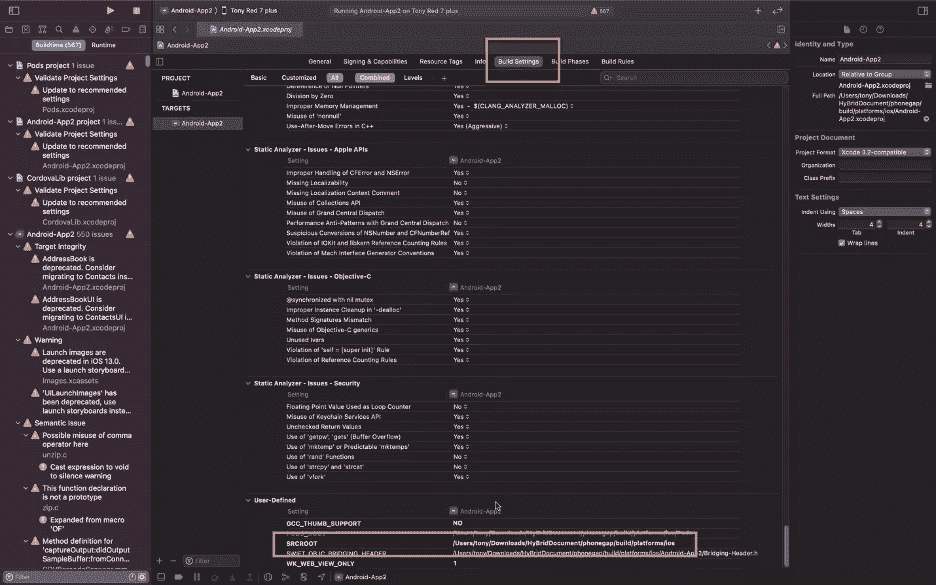 Android-App2 〉 Tony Red 7 plus
Running Android-App2 on Tony Red 7 plus
567
Android-App2.xcodeproj
Buildtime (567)
Runtime
Android-App2
Pods project 1 issue
Validate Project Settings
Update to recommended
settings
Pods.xcodeproj
Android-App2 project 1 iss...
Validate Project Settings
Update to recommended
settings
Android-App2.xcodeproj
CordovaLib project 1 issue
Validate Project Settings
Update to recommended
settings
CordovaLib.xcodeproj
Android-App2 550 issues
Target Integrity
AddressBook is
deprecated. Consider
migrating to Contacts ins...
Android-App2.xcodeproj
AddressBookUI is
deprecated. Consider
migrating to ContactsUI i...
Android-App2.xcodeproj
Warning
Launch images are
deprecated in iOS 13.0.
Use a launch storyboard...
Images.xcassets
'UILaunchImages' has
been deprecated, use
launch storyboards inste...
Semantic Issue
Possible misuse of comma
operator here
unzip.c
Cast expression to void
to silence warning
This function declaration
is not a prototype
zip.c
Expanded from macro
'OF'
Method definition for
'captureOutput:didOutput
SampleBuffer:fromConn...
Filter
General
Signing & Capabilities
Resource Tags
Info
Build Settings
Build Phases
Build Rules
PROJECT
Android-App2
TARGETS
Android-App2
Filter
Basic
Customized
All
Combined
Levels
+
Search
Dereference of Null Pointers
Division by Zero
Improper Memory Management Yes - $(CLANG_ANALYZER_MALLOC)
Misuse of 'nonnull' Yes
Use-After-Move Errors in C++ Yes (Aggressive)
Static Analyzer - Issues - Apple APIs
Setting Android-App2
Improper Handling of CFError and NSError Yes
Missing Localizability No
Missing Localization Context Comment No
Misuse of Collections API Yes
Misuse of Grand Central Dispatch Yes
Performance Anti-Patterns with Grand Central Dispatch No
Suspicious Conversions of NSNumber and CFNumberRef Yes
Violation of IOKit and libkern Reference Counting Rules Yes
Violation of Mach Interface Generator Conventions Yes
Static Analyzer - Issues - Objective-C
Setting Android-App2
@synchronized with nil mutex Yes
Improper Instance Cleanup in '-dealloc' Yes
Method Signatures Mismatch Yes
Misuse of Objective-C generics Yes
Unused Ivars Yes
Violation of 'self = [super init]' Rule Yes
Violation of Reference Counting Rules Yes
Static Analyzer - Issues - Security
Setting Android-App2
Floating Point Value Used as Loop Counter No
Misuse of Keychain Services API Yes
Unchecked Return Values Yes
Use of 'getpw', 'gets' (Buffer Overflow) Yes
Use of 'mktemp' or Predictable 'mktemps' Yes
Use of 'rand' Functions No
Use of 'strcpy' and 'strcat' No
Use of 'vfork' Yes
User-Defined
Setting Android-App2
GCC_THUMB_SUPPORT NO
SRCROOT /Users/tony/Downloads/HyBridDocument/phonegap/build/platforms/ios
SWIFT_OBJC_BRIDGING_HEADER /Users/tony/Downloads/HyBridDocument/phonegap/build/platforms/ios/Android-App2/Bridging-Header.h
WK_WEB_VIEW_ONLY 1
Android-App2
Identity and Type
Name Android-App2
Location Relative to Group
Android-App2.xcodeproj
Full Path /Users/tony/Downloads/
HyBridDocument/phonegap/
build/platforms/ios/Android-
App2.xcodeproj
Project Document
Project Format Xcode 3.2-compatible
Organization
Class Prefix
Text Settings
Indent Using Spaces
Widths 4 4
Tab Indent
Wrap lines